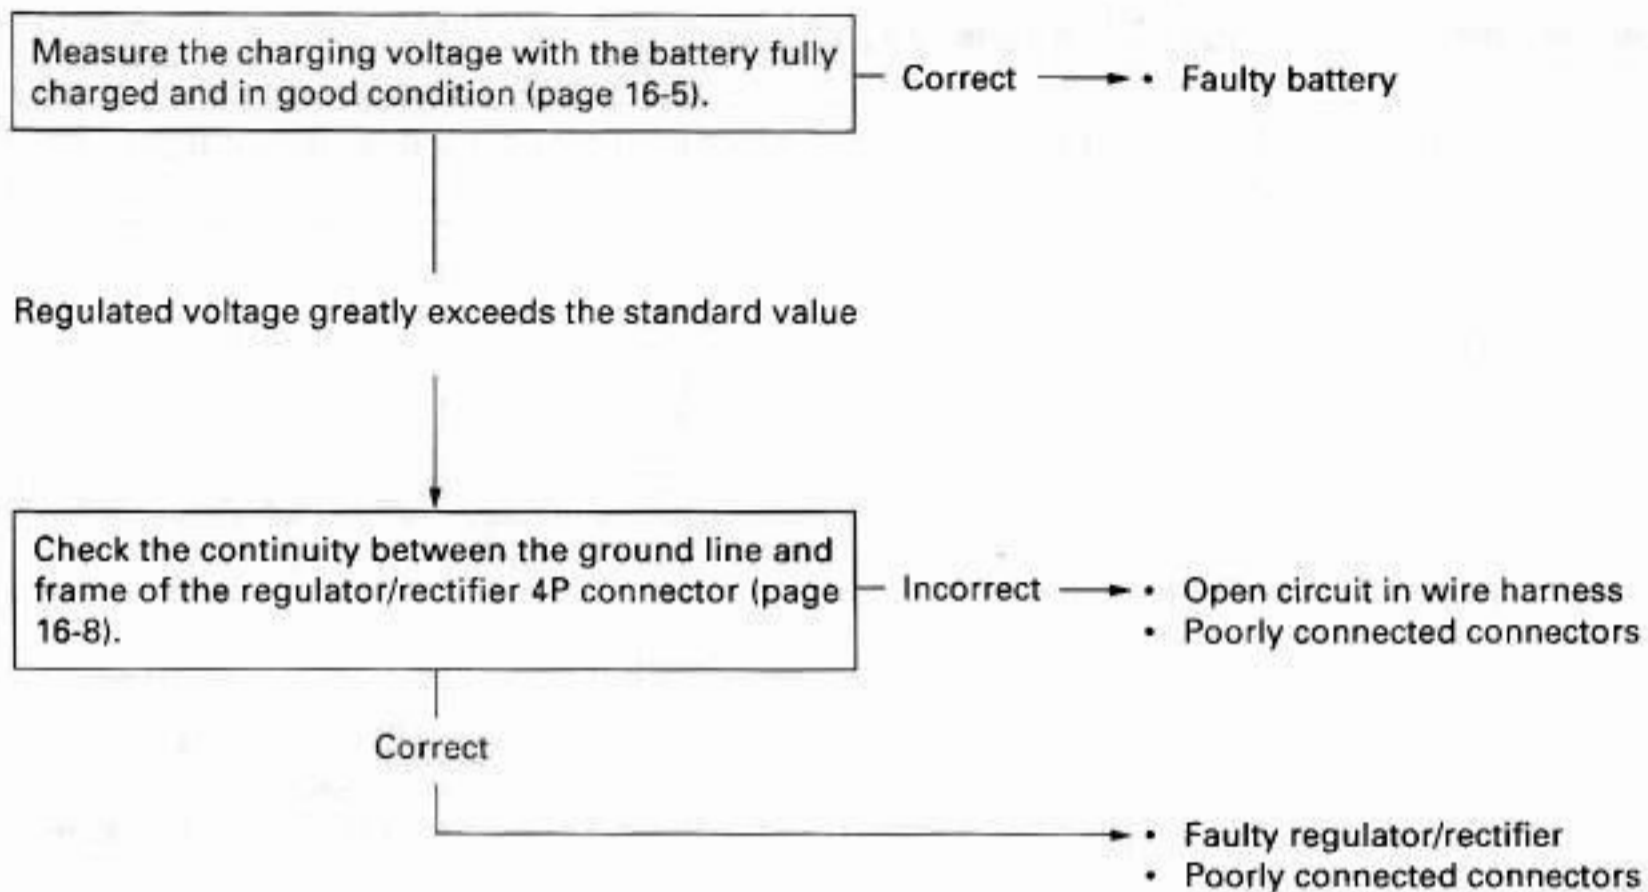 Measure the charging voltage with the battery fully
charged and in good condition (page 16-5).
Correct
• Faulty battery
Regulated voltage greatly exceeds the standard value
Check the continuity between the ground line and
frame of the regulator/rectifier 4P connector (page
16-8).
Incorrect
• Open circuit in wire harness
• Poorly connected connectors
Correct
• Faulty regulator/rectifier
• Poorly connected connectors